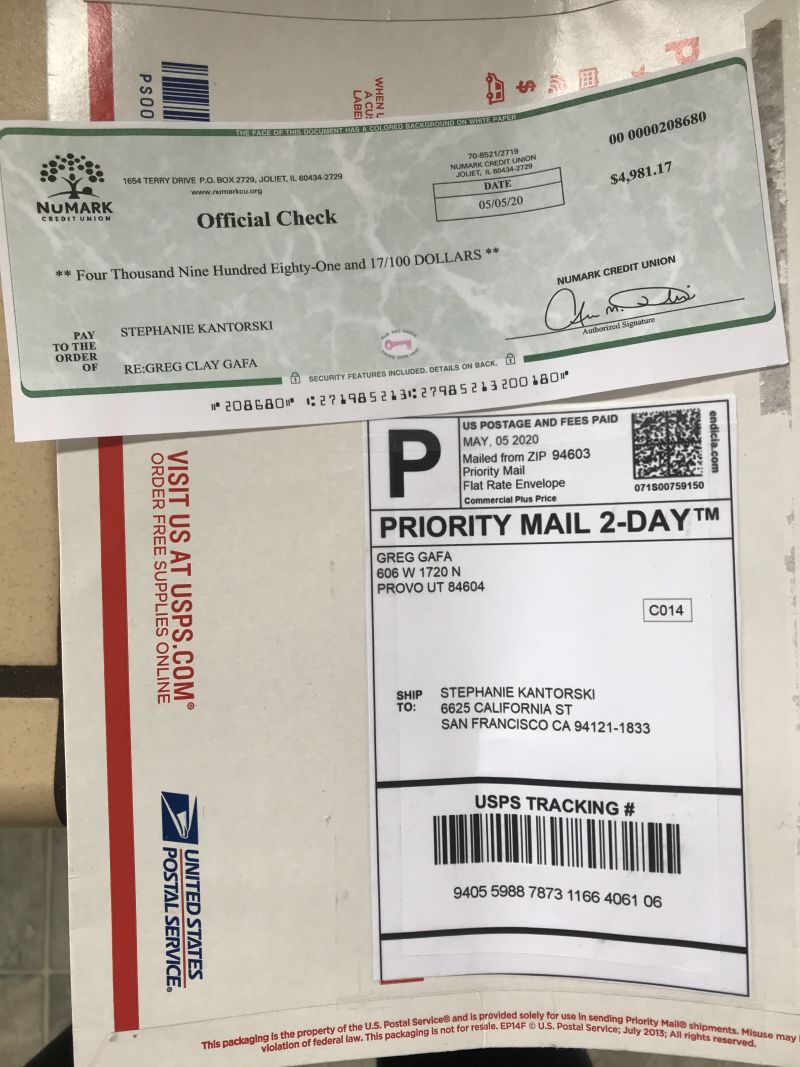 PS00
WHEN U
A CU
LABE
P
THE FACE OF THIS DOCUMENT HAS A COLORED BACKGROUND ON WHITE PAPER
NUMARK
CREDIT UNION
1654 TERRY DRIVE P.O. BOX 2729, JOLIET, IL 60434-2729
www.numarkcu.org
Official Check
70-8521/2719
NUMARK CREDIT UNION
JOLIET, IL 60434-2729
DATE
05/05/20
00 0000208680
$4,981.17
** Four Thousand Nine Hundred Eighty-One and 17/100 DOLLARS **
NUMARK CREDIT UNION
Authorized Signature
PAY
TO THE
ORDER
OF
STEPHANIE KANTORSKI
RE:GREG CLAY GAFA
SECURITY FEATURES INCLUDED. DETAILS ON BACK.
⑈208680⑈ ⑆271985213⑆27985213200180⑈
VISIT US AT USPS.COM®
ORDER FREE SUPPLIES ONLINE
UNITED STATES
POSTAL SERVICE®
P
US POSTAGE AND FEES PAID
MAY, 05 2020
Mailed from ZIP 94603
Priority Mail
Flat Rate Envelope
Commercial Plus Price
071S00759150
endicia.com
PRIORITY MAIL 2-DAY™
GREG GAFA
606 W 1720 N
PROVO UT 84604
C014
SHIP
TO:
STEPHANIE KANTORSKI
6625 CALIFORNIA ST
SAN FRANCISCO CA 94121-1833
USPS TRACKING #
9405 5988 7873 1166 4061 06
This packaging is the property of the U.S. Postal Service® and is provided solely for use in sending Priority Mail® shipments. Misuse may
violation of federal law. This packaging is not for resale. EP14F © U.S. Postal Service; July 2013; All rights reserved.